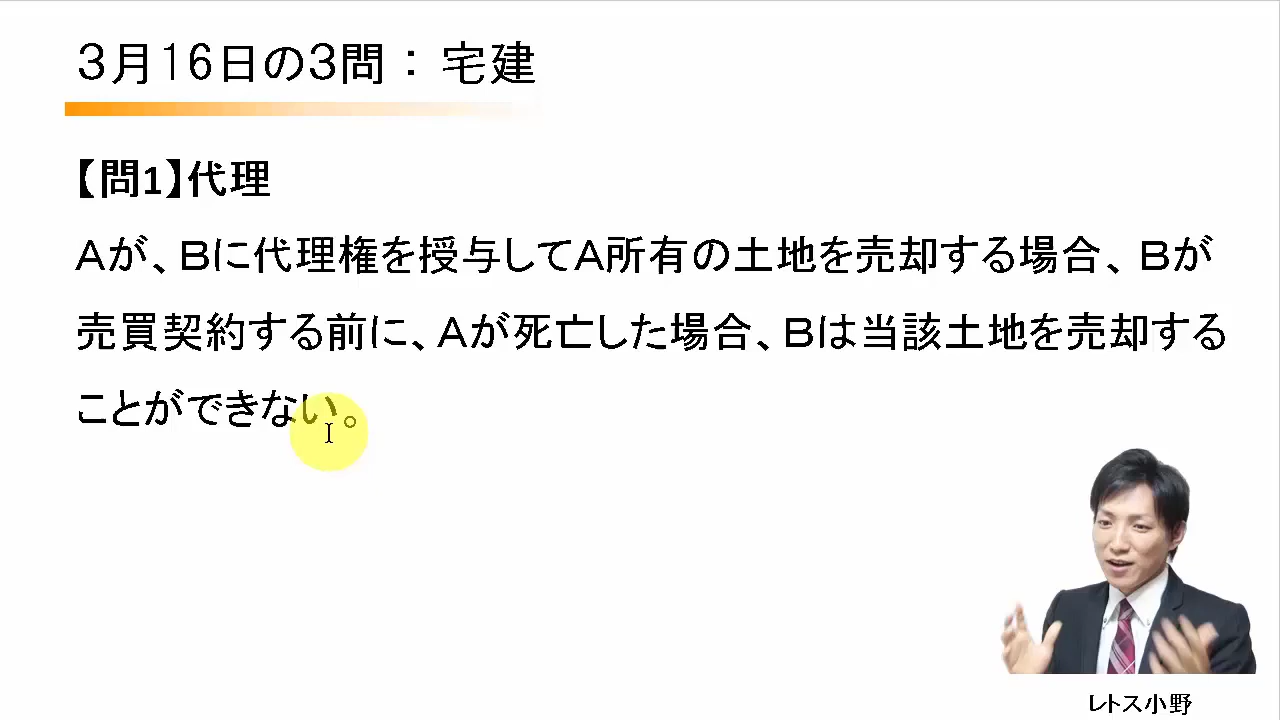 ３月１６日の３問：宅建
【問1】代理
Ａが、Ｂに代理権を授与してＡ所有の土地を売却する場合、Ｂが
売買契約する前に、Ａが死亡した場合、Ｂは当該土地を売却する
ことができない。
レトス小野